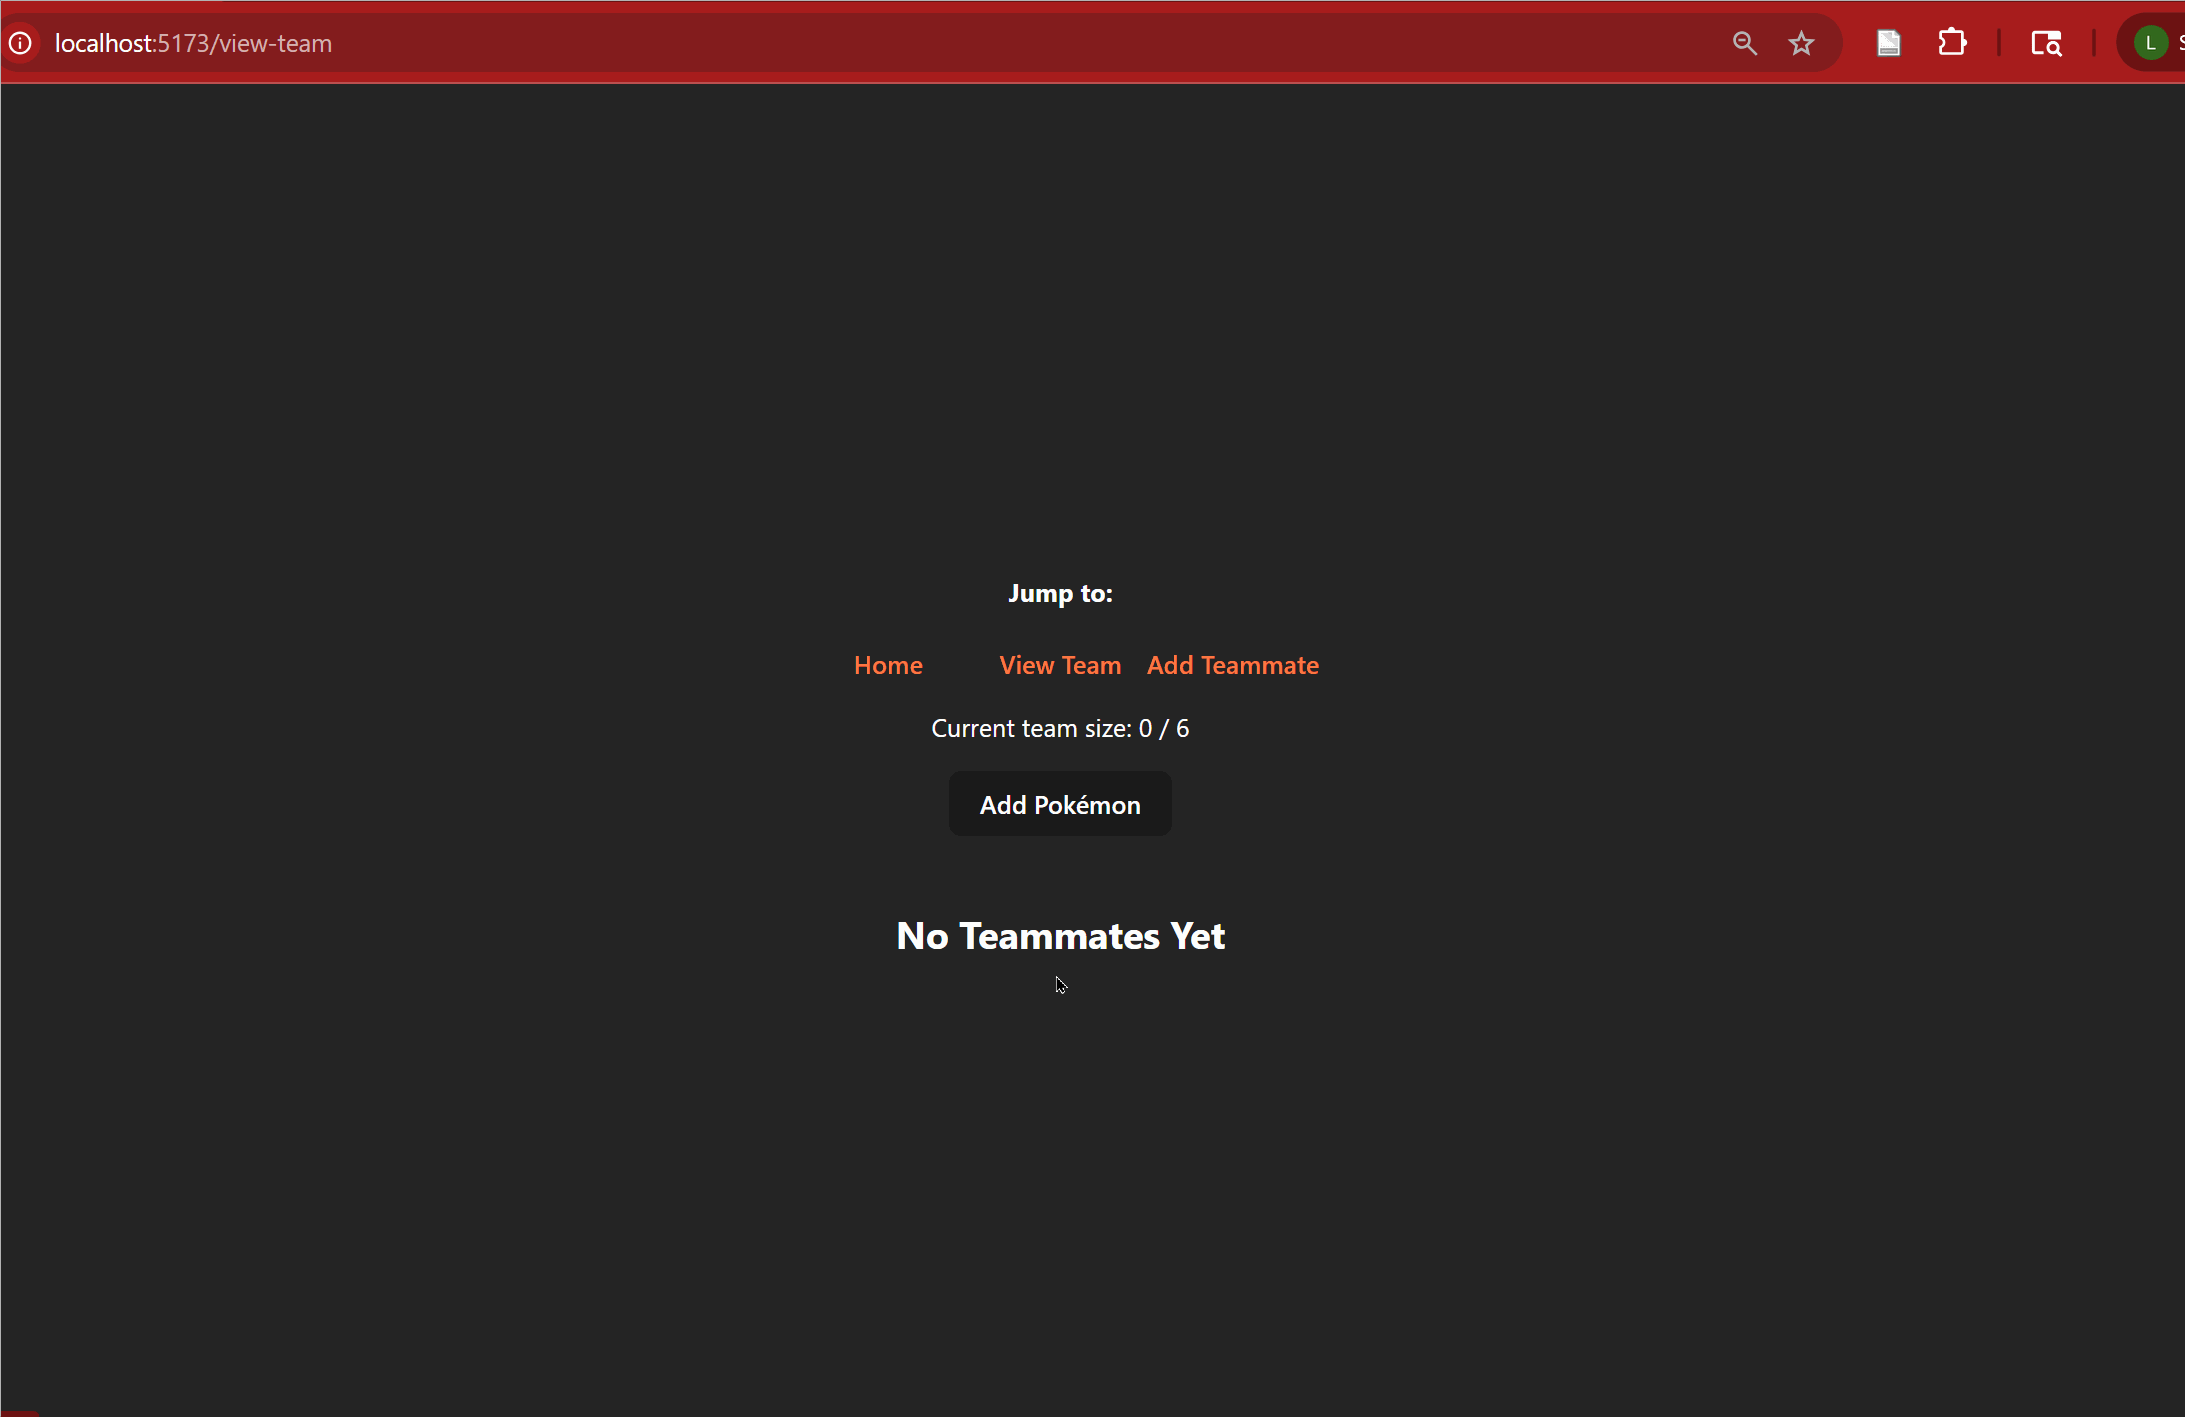 localhost:5173/view-team
L
Jump to:
Home View Team Add Teammate
Current team size: 0 / 6
Add Pokémon
No Teammates Yet